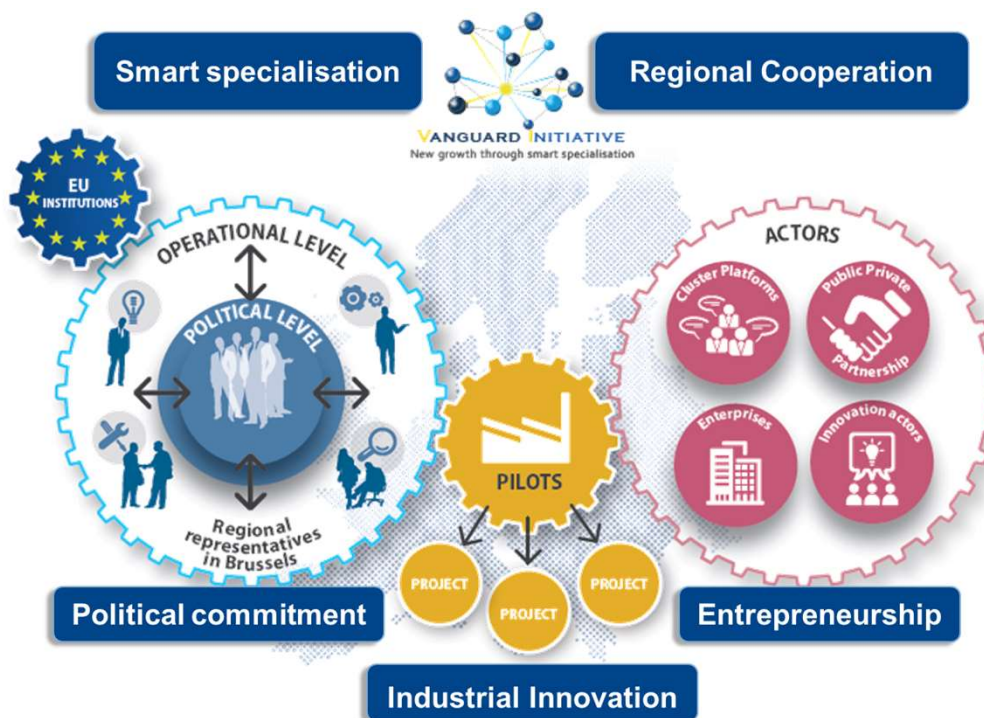 Smart specialisation
Regional Cooperation
VANGUARD INITIATIVE
New growth through smart specialisation
EU
INSTITUTIONS
OPERATIONAL LEVEL
POLITICAL LEVEL
Regional
representatives
in Brussels
ACTORS
Cluster Platforms
Public Private
Partnership
Enterprises
Innovation actors
PILOTS
PROJECT
PROJECT
PROJECT
Political commitment
Entrepreneurship
Industrial Innovation